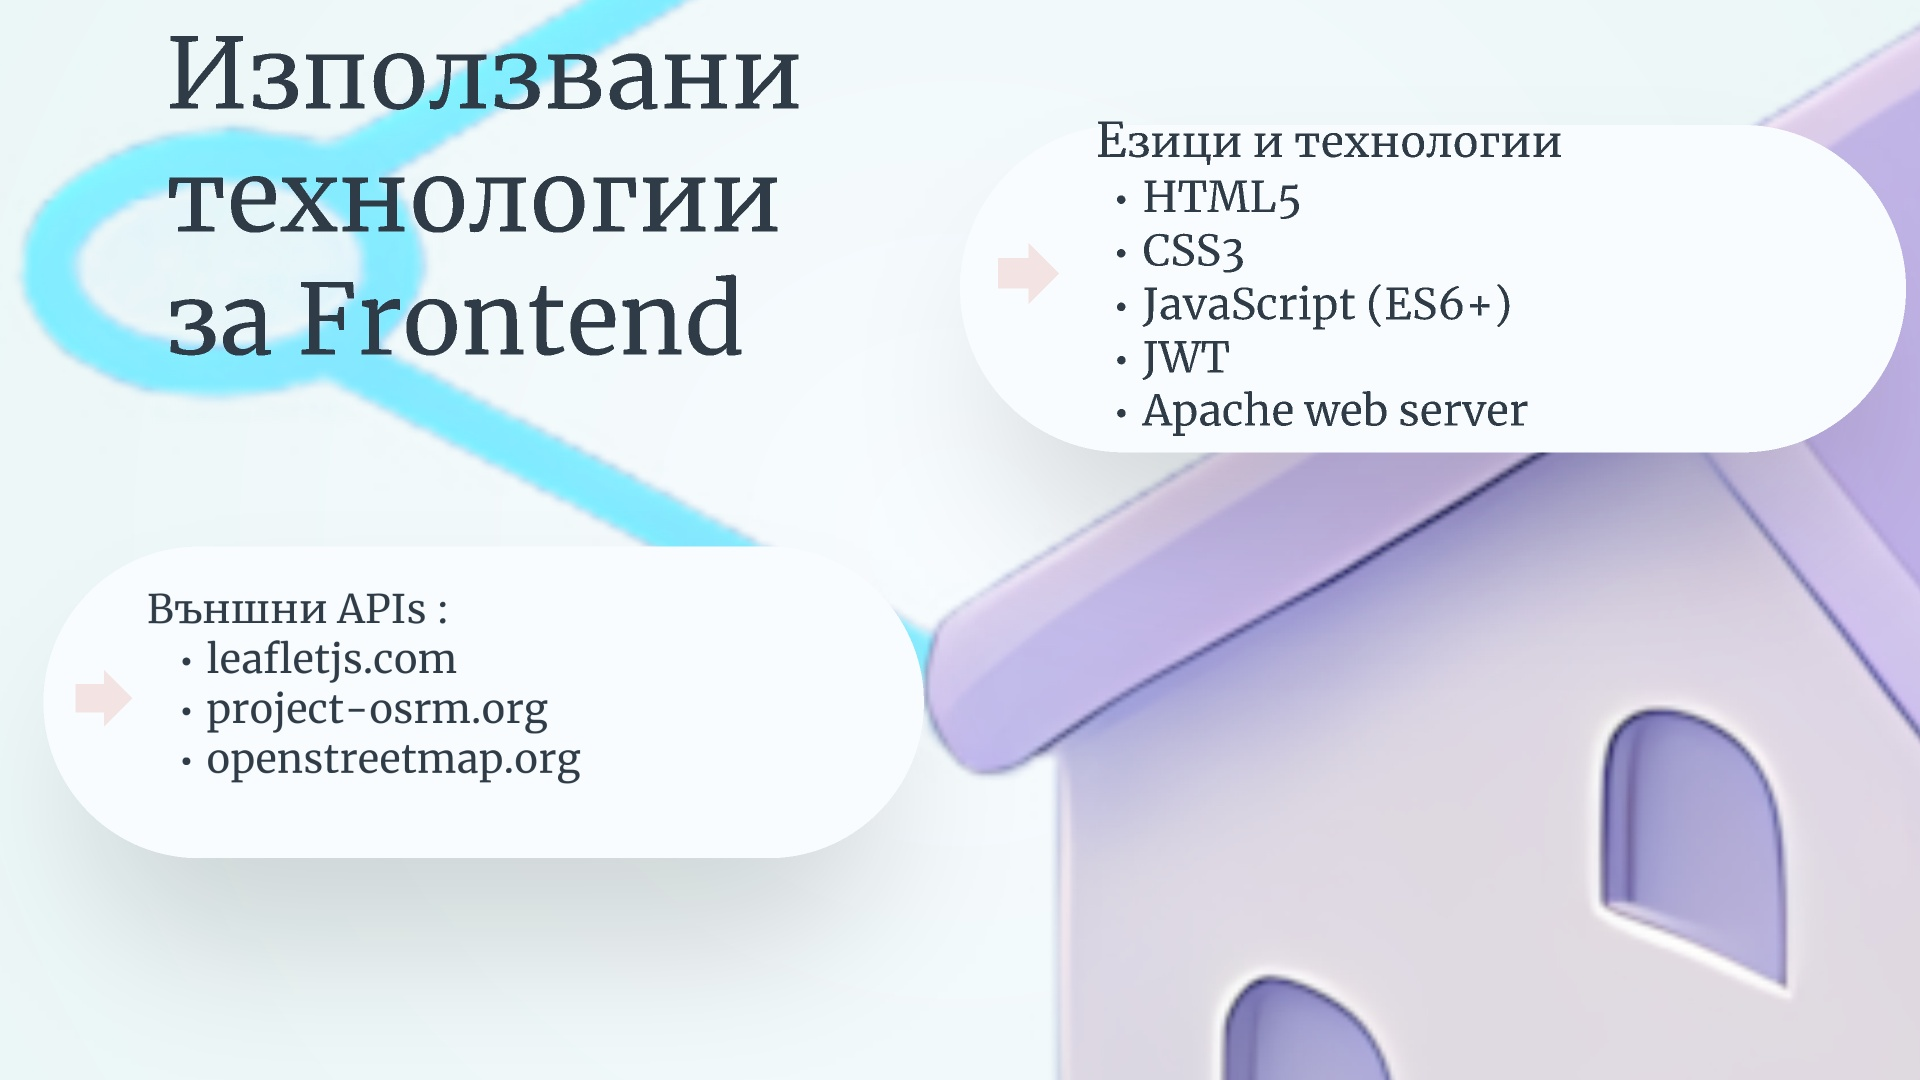 Използвани
технологии
за Frontend
Езици и технологии
• HTML5
• CSS3
• JavaScript (ES6+)
• JWT
• Apache web server
Външни APIs :
• leafletjs.com
• project-osrm.org
• openstreetmap.org